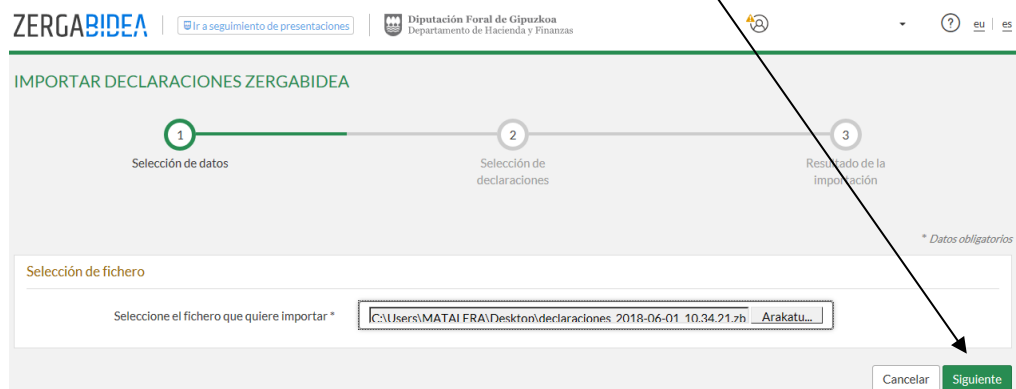 ZERGABIDEA
Ir a seguimiento de presentaciones
Diputación Foral de Gipuzkoa
Departamento de Hacienda y Finanzas
?
eu | es
IMPORTAR DECLARACIONES ZERGABIDEA
1
2
3
Selección de datos
Selección de
declaraciones
Resultado de la
importación
* Datos obligatorios
Selección de fichero
Seleccione el fichero que quiere importar *
C:\Users\MATALERA\Desktop\declaraciones_2018-06-01_10.34.21.zb
Arakatu...
Cancelar
Siguiente